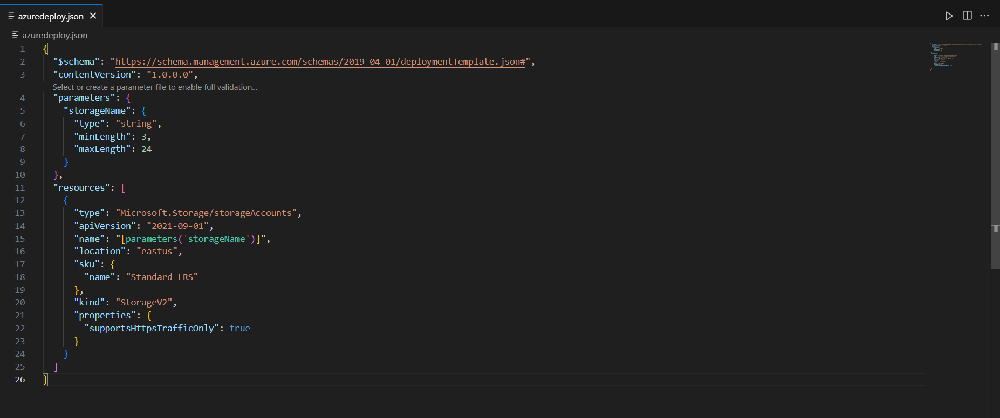 azuredeploy.json
azuredeploy.json
1 {
2   "$schema": "https://schema.management.azure.com/schemas/2019-04-01/deploymentTemplate.json#",
3   "contentVersion": "1.0.0.0",
Select or create a parameter file to enable full validation...
4   "parameters": {
5     "storageName": {
6       "type": "string",
7       "minLength": 3,
8       "maxLength": 24
9     }
10   },
11   "resources": [
12     {
13       "type": "Microsoft.Storage/storageAccounts",
14       "apiVersion": "2021-09-01",
15       "name": "[parameters('storageName')]",
16       "location": "eastus",
17       "sku": {
18         "name": "Standard_LRS"
19       },
20       "kind": "StorageV2",
21       "properties": {
22         "supportsHttpsTrafficOnly": true
23       }
24     }
25   ]
26 }